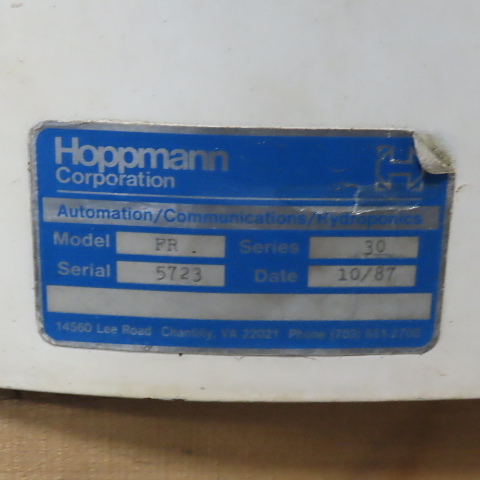 Hoppmann
Corporation
Automation/Communications/Hydroponics
Model FR Series 30
Serial 5723 Date 10/87
14560 Lee Road Chantilly, VA 22021 Phone (703) 631-2700